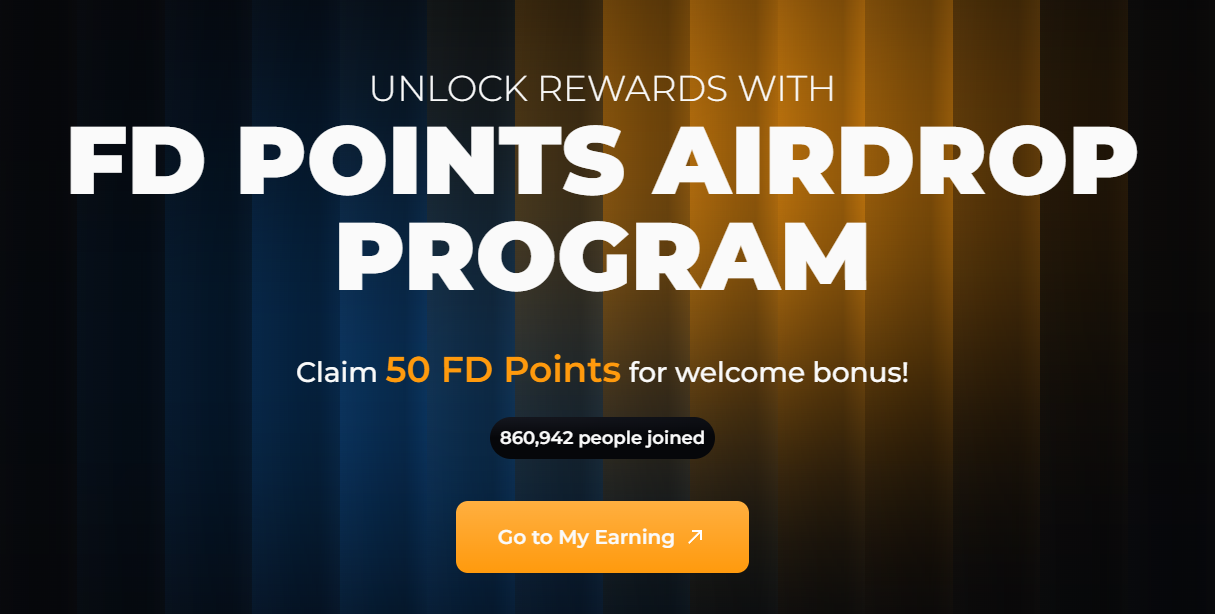 UNLOCK REWARDS WITH
FD POINTS AIRDROP
PROGRAM
Claim 50 FD Points for welcome bonus!
860,942 people joined
Go to My Earning